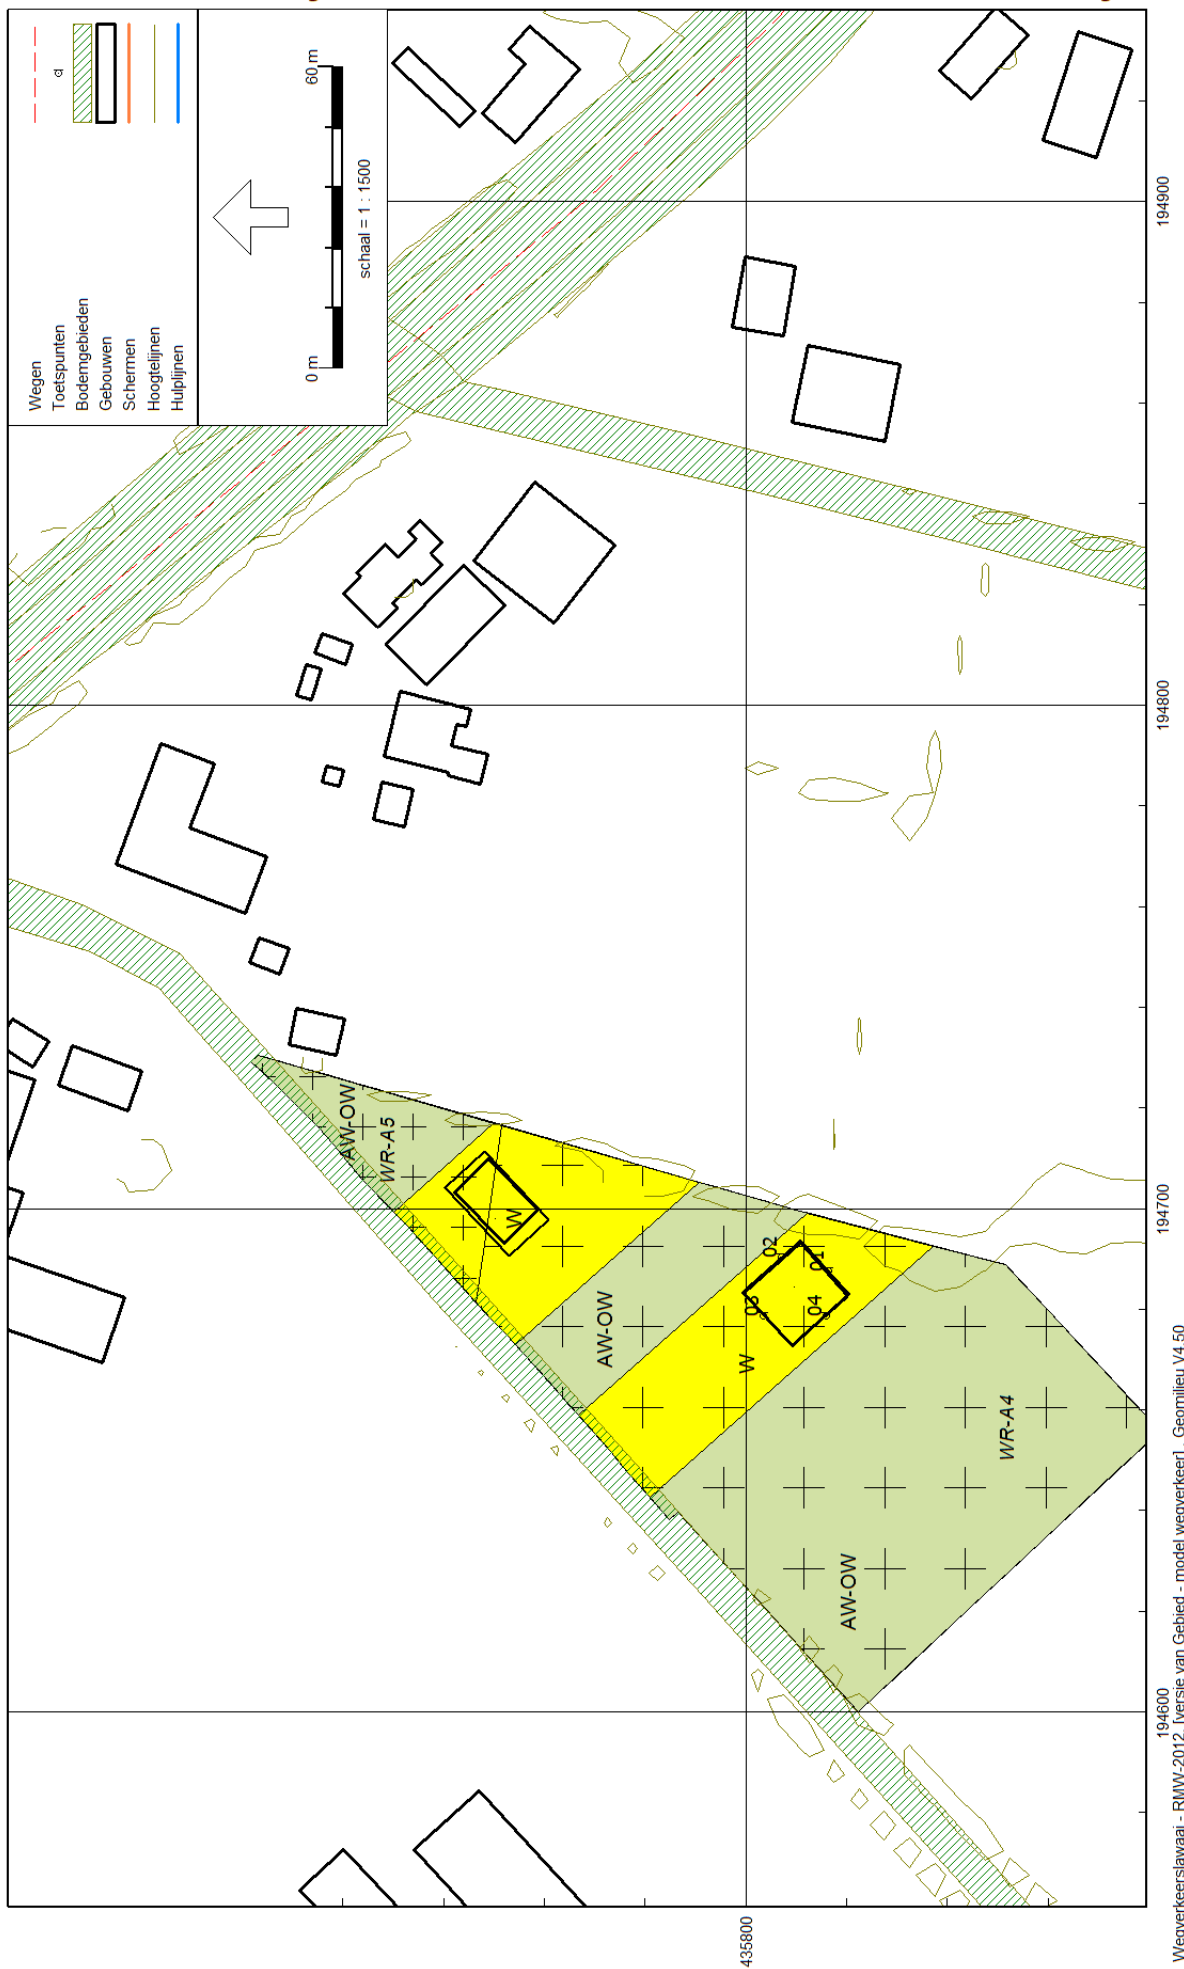 Wegen
Toetspunten
Bodemgebieden
Gebouwen
Schermen
Hoogtelijnen
Hulplijnen
0 m
60 m
schaal = 1 : 1500
AW-OW
WR-A5
W
AW-OW
02
01
03
04
W
WR-A4
AW-OW
194600
194700
194800
194900
435800
Wegverkeerslawaai - RMW-2012, [versie van Gebied - model wegverkeer] , Geomilieu V4.50